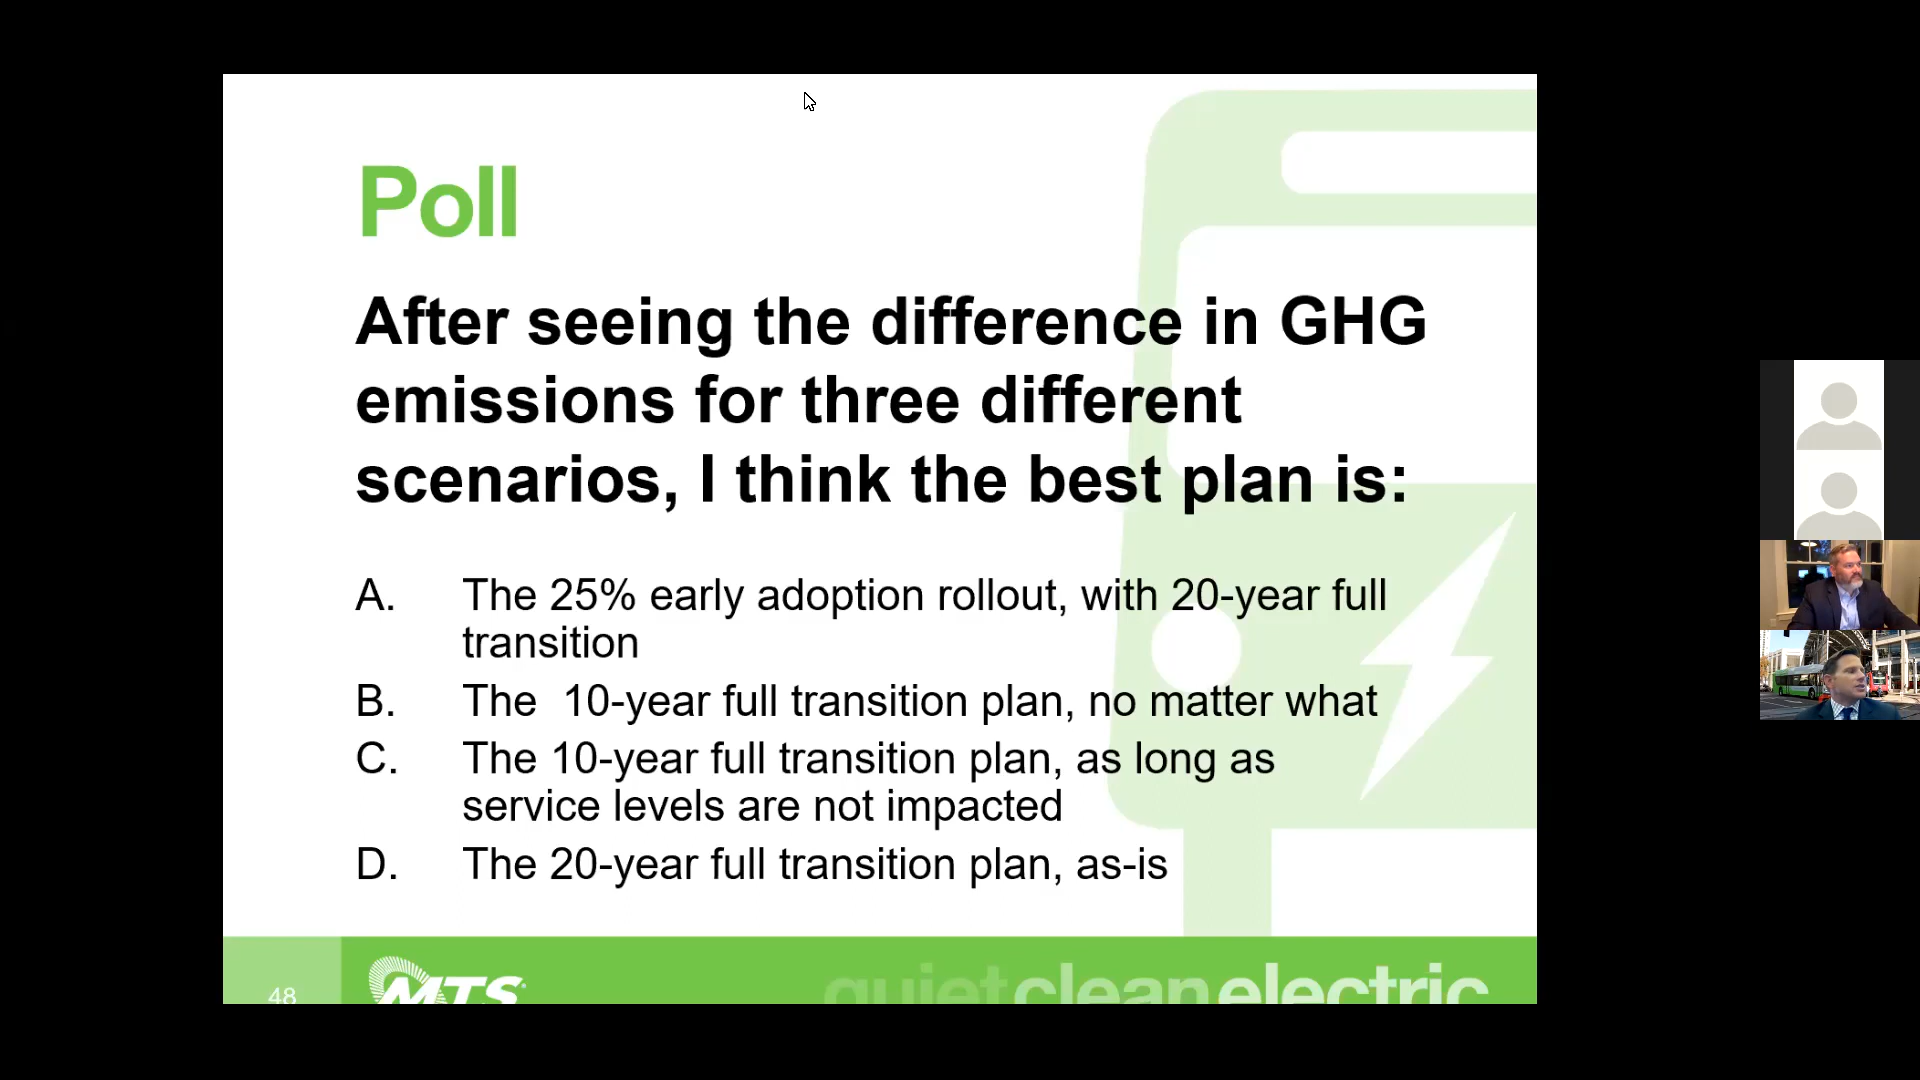 Poll
After seeing the difference in GHG
emissions for three different
scenarios, I think the best plan is:
A. The 25% early adoption rollout, with 20-year full
transition
B. The 10-year full transition plan, no matter what
C. The 10-year full transition plan, as long as
service levels are not impacted
D. The 20-year full transition plan, as-is
48 MTS quietcleanelectric